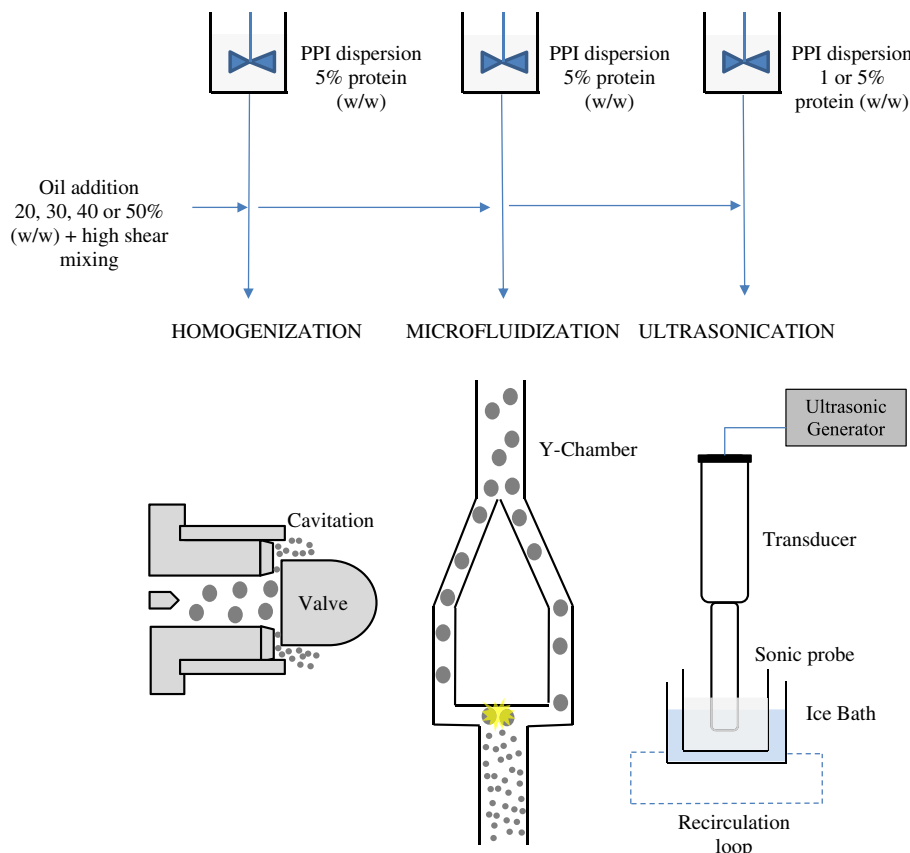 PPI dispersion
5% protein
(w/w)
PPI dispersion
5% protein
(w/w)
PPI dispersion
1 or 5%
protein (w/w)
Oil addition
20, 30, 40 or 50%
(w/w) + high shear
mixing
HOMOGENIZATION
MICROFLUIDIZATION
ULTRASONICATION
Cavitation
Valve
Y-Chamber
Ultrasonic
Generator
Transducer
Sonic probe
Ice Bath
Recirculation
loop